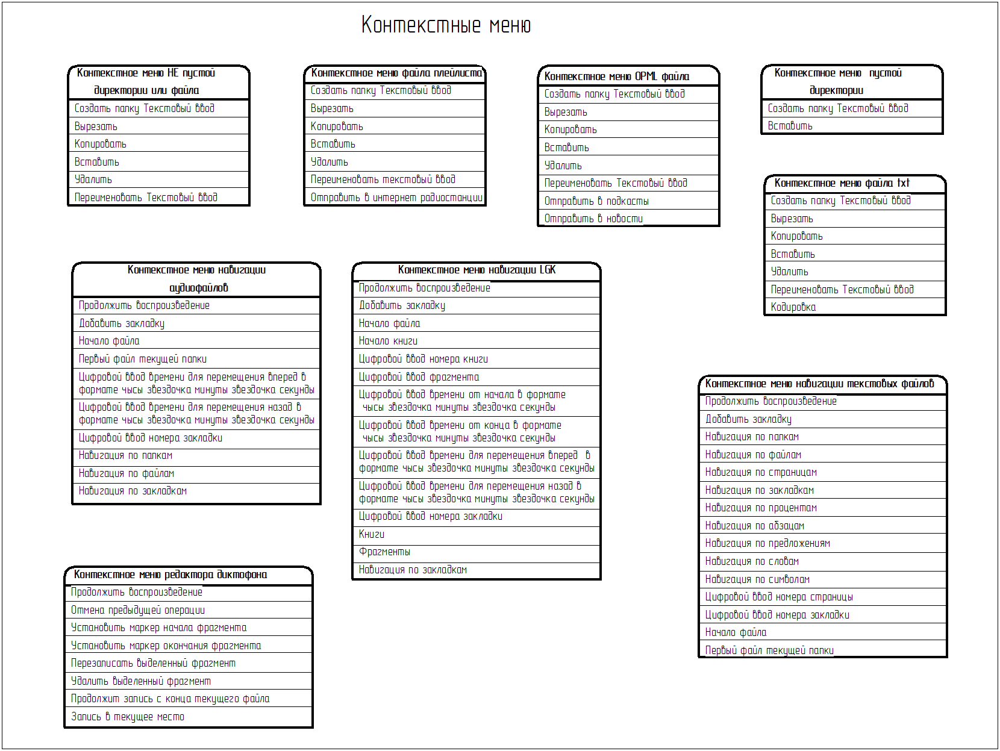 Контекстные меню
Контекстное меню НЕ пустой
директории или файла
Создать папку Текстовый ввод
Вырезать
Копировать
Вставить
Удалить
Переименовать Текстовый ввод
Контекстное меню файла плейлиста
Создать папку Текстовый ввод
Вырезать
Копировать
Вставить
Удалить
Переименовать текстовый ввод
Отправить в интернет радиостанции
Контекстное меню OPML файла
Создать папку Текстовый ввод
Вырезать
Копировать
Вставить
Удалить
Переименовать Текстовый ввод
Отправить в подкасты
Отправить в новости
Контекстное меню пустой
директории
Создать папку Текстовый ввод
Вставить
Контекстное меню файла txt
Создать папку Текстовый ввод
Вырезать
Копировать
Вставить
Удалить
Переименовать Текстовый ввод
Кодировка
Контекстное меню навигации
аудиофайлов
Продолжить воспроизведение
Добавить закладку
Начало файла
Первый файл текущей папки
Цифровой ввод времени для перемещения вперед в
формате чысы звездочка минуты звездочка секунды
Цифровой ввод времени для перемещения назад в
формате чысы звездочка минуты звездочка секунды
Цифровой ввод номера закладки
Навигация по папкам
Навигация по файлам
Навигация по закладкам
Контекстное меню навигации LGK
Продолжить воспроизведение
Добавить закладку
Начало файла
Начало книги
Цифровой ввод номера книги
Цифровой ввод фрагмента
Цифровой ввод времени от начала в формате
чысы звездочка минуты звездочка секунды
Цифровой ввод времени от конца в формате
чысы звездочка минуты звездочка секунды
Цифровой ввод времени для перемещения вперед в
формате чысы звездочка минуты звездочка секунды
Цифровой ввод времени для перемещения назад в
формате чысы звездочка минуты звездочка секунды
Цифровой ввод номера закладки
Книги
Фрагменты
Навигация по закладкам
Контекстное меню навигации текстовых файлов
Продолжить воспроизведение
Добавить закладку
Навигация по папкам
Навигация по файлам
Навигация по страницам
Навигация по закладкам
Навигация по процентам
Навигация по абзацам
Навигация по предложениям
Навигация по словам
Навигация по символам
Цифровой ввод номера страницы
Цифровой ввод номера закладки
Начало файла
Первый файл текущей папки
Контекстное меню редактора диктофона
Продолжить воспроизведение
Отмена предыдущей операции
Установить маркер начала фрагмента
Установить маркер окончания фрагмента
Перезаписать выделенный фрагмент
Удалить выделенный фрагмент
Продолжит запись с конца текущего файла
Запись в текущее место